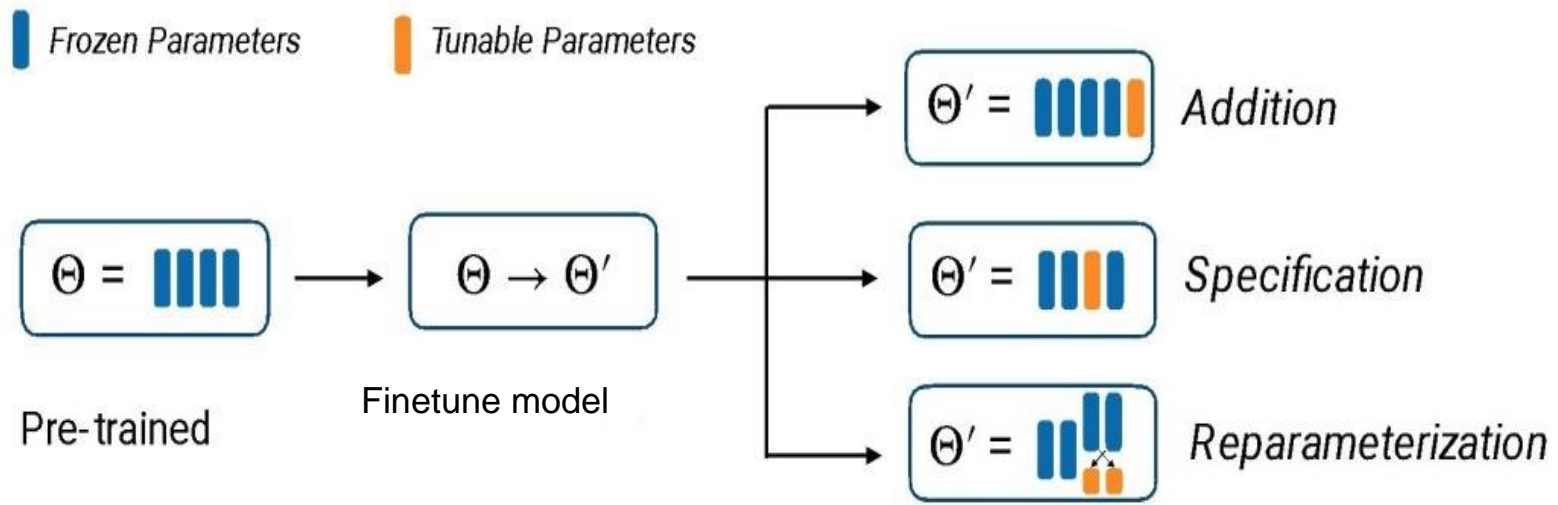 Frozen Parameters
Tunable Parameters
Θ′ =
Addition
Θ =
Θ → Θ′
Θ′ =
Specification
Pre-trained
Finetune model
Θ′ =
Reparameterization